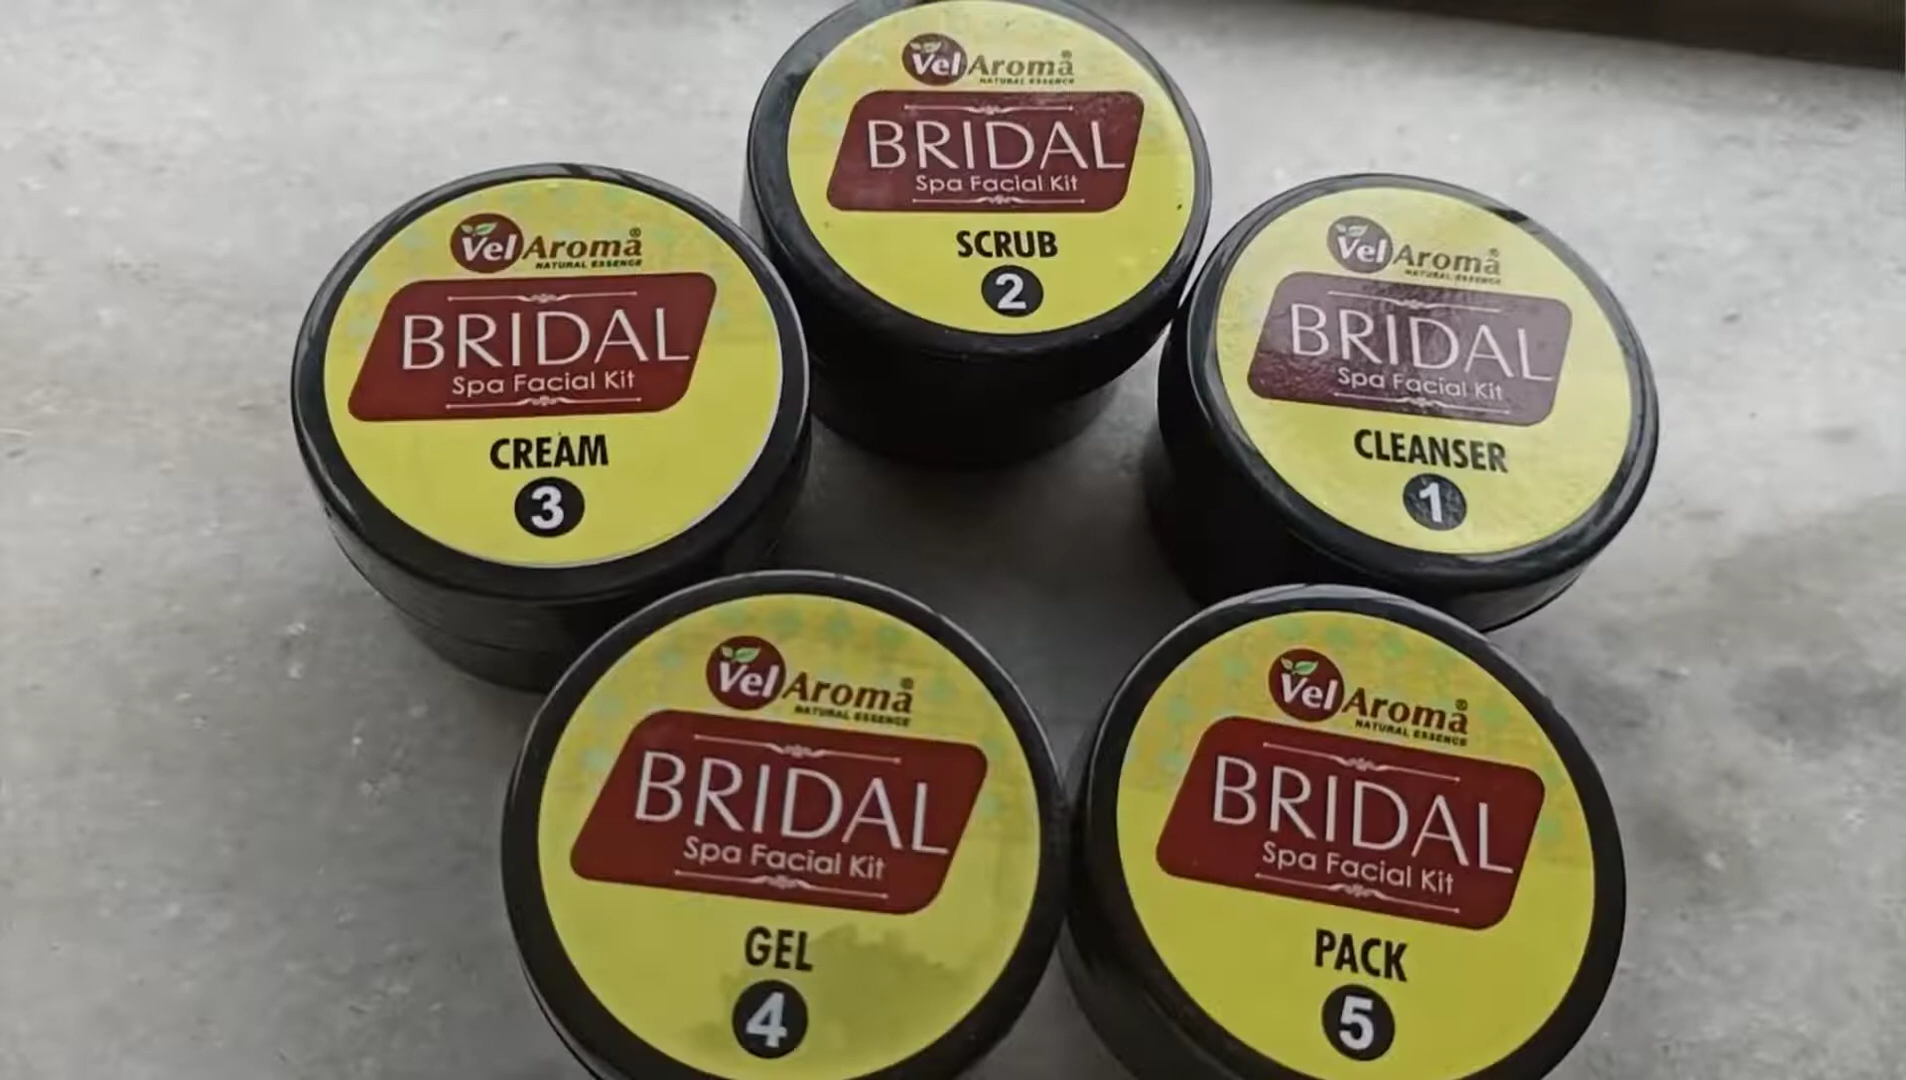 Vel Aroma®
NATURAL ESSENCE
BRIDAL
Spa Facial Kit
SCRUB
2
Vel Aroma®
NATURAL ESSENCE
BRIDAL
Spa Facial Kit
CREAM
3
Vel Aroma®
NATURAL ESSENCE
BRIDAL
Spa Facial Kit
CLEANSER
1
Vel Aroma®
NATURAL ESSENCE
BRIDAL
Spa Facial Kit
GEL
4
Vel Aroma®
NATURAL ESSENCE
BRIDAL
Spa Facial Kit
PACK
5